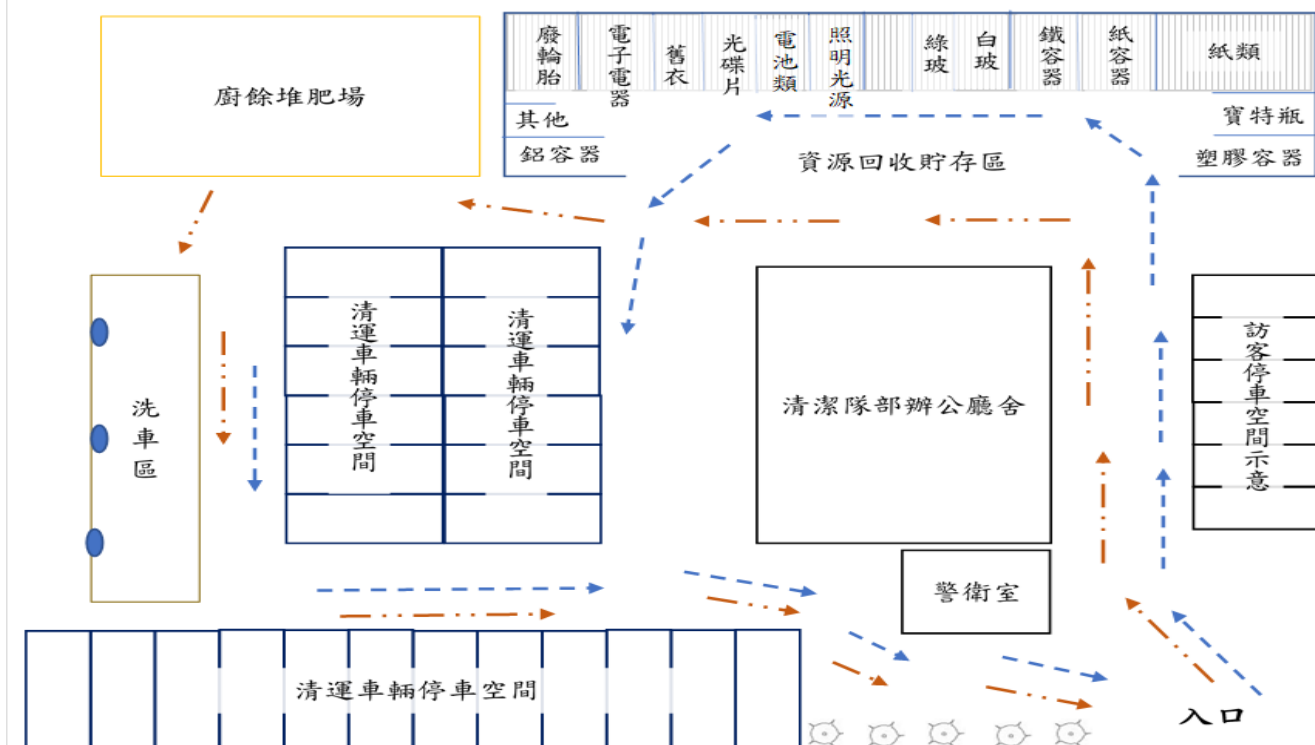 廚餘堆肥場
廢輪胎
電子電器
舊衣
光碟片
電池類
照明光源
綠玻
白玻
鐵容器
紙容器
紙類
其他
鋁容器
寶特瓶
塑膠容器
資源回收貯存區
洗車區
清運車輛停車空間
清運車輛停車空間
清潔隊部辦公廳舍
訪客停車空間示意
警衛室
清運車輛停車空間
入口